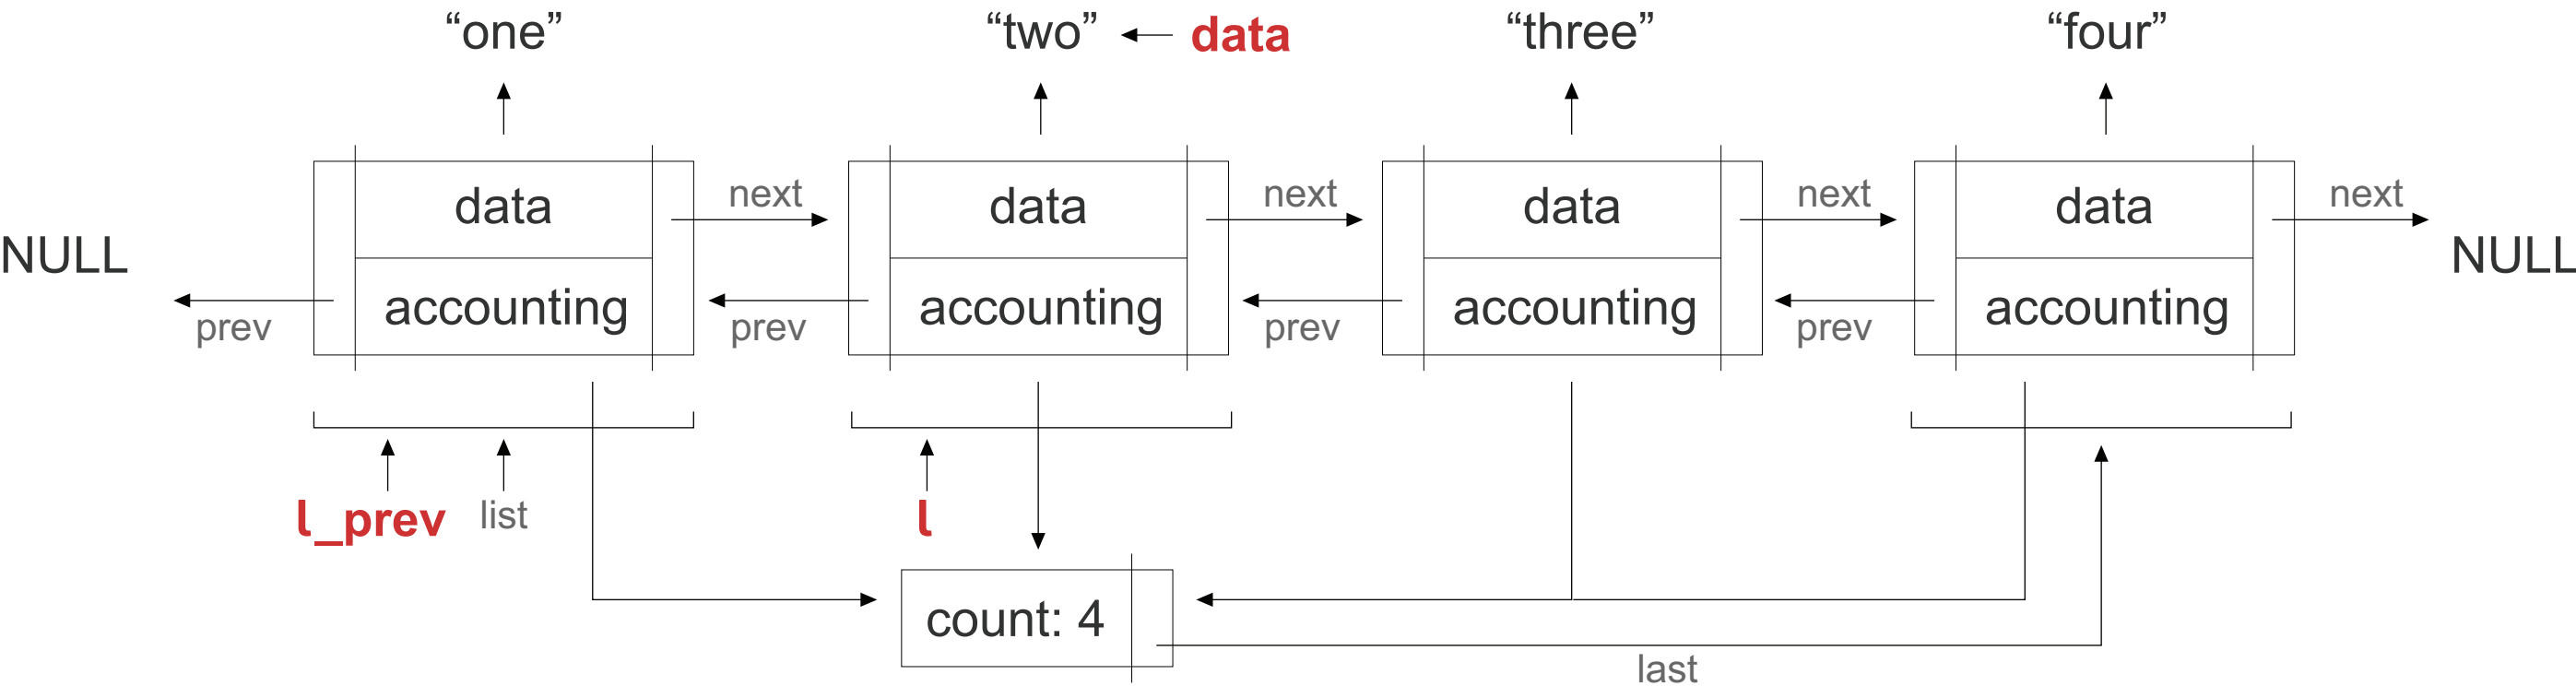 “one” “two” data “three” “four”
data next data next data next data next
NULL NULL
accounting accounting accounting accounting
prev prev prev prev
l_prev list l
count: 4
last